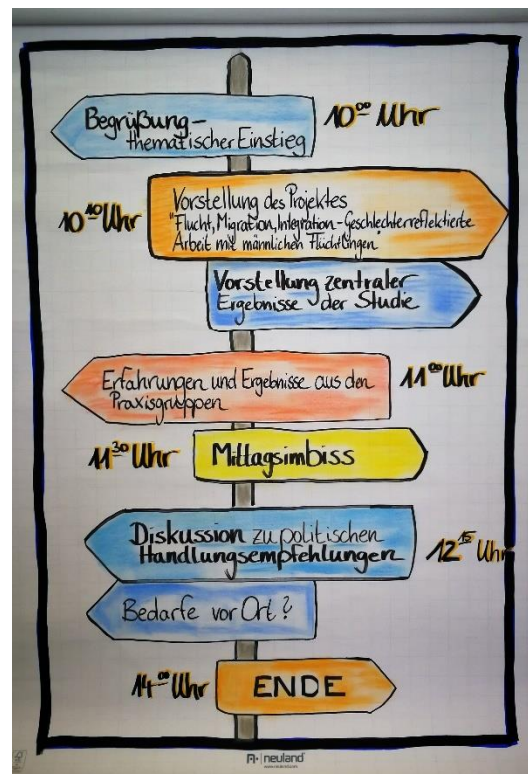 Begrüßung-
thematischer Einstieg
10⁰⁰ Uhr
10¹⁰ Uhr
Vorstellung des Projektes
"Flucht, Migration, Integration - Geschlechterreflektierte
Arbeit mit männlichen Flüchtlingen"
Vorstellung zentraler
Ergebnisse der Studie
Erfahrungen und Ergebnisse aus den
Praxisgruppen
11⁰⁰ Uhr
11³⁰ Uhr
Mittagsimbiss
Diskussion zu politischen
Handlungsempfehlungen
12¹⁵ Uhr
Bedarfe vor Ort?
14⁰⁰ Uhr
ENDE
neuland